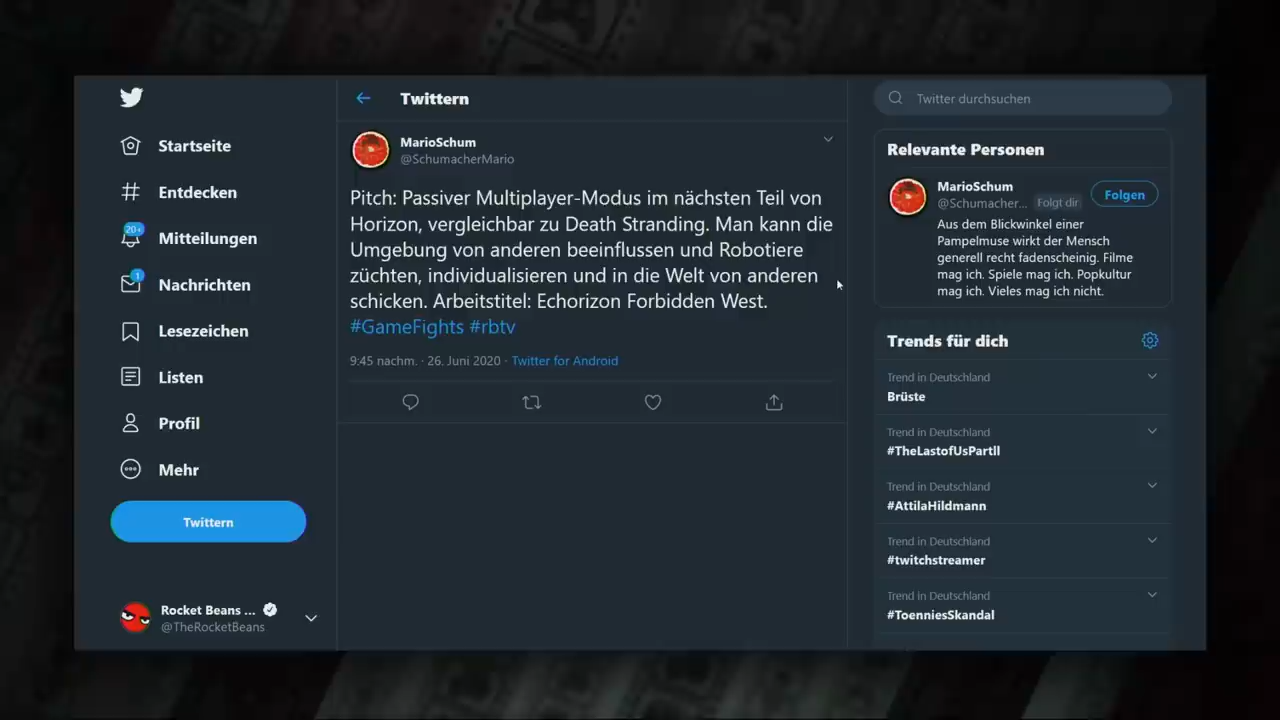 Startseite
Entdecken
20+
Mitteilungen
1
Nachrichten
Lesezeichen
Listen
Profil
Mehr
Twittern
Rocket Beans ...
@TheRocketBeans
Twittern
MarioSchum
@SchumacherMario
Pitch: Passiver Multiplayer-Modus im nächsten Teil von
Horizon, vergleichbar zu Death Stranding. Man kann die
Umgebung von anderen beeinflussen und Robotiere
züchten, individualisieren und in die Welt von anderen
schicken. Arbeitstitel: Echorizon Forbidden West.
#GameFights #rbtv
9:45 nachm. · 26. Juni 2020 · Twitter for Android
Twitter durchsuchen
Relevante Personen
MarioSchum
@Schumacher... Folgt dir
Folgen
Aus dem Blickwinkel einer
Pampelmuse wirkt der Mensch
generell recht fadenscheinig. Filme
mag ich. Spiele mag ich. Popkultur
mag ich. Vieles mag ich nicht.
Trends für dich
Trend in Deutschland
Brüste
Trend in Deutschland
#TheLastofUsPartII
Trend in Deutschland
#AttilaHildmann
Trend in Deutschland
#twitchstreamer
Trend in Deutschland
#ToenniesSkandal